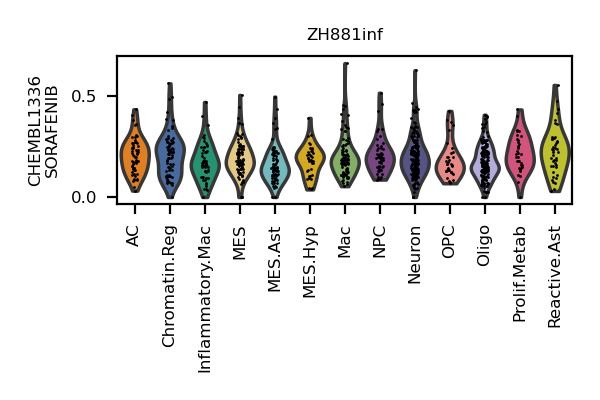 ZH881inf
CHEMBL1336
SORAFENIB
0.5
0.0
AC
Chromatin.Reg
Inflammatory.Mac
MES
MES.Ast
MES.Hyp
Mac
NPC
Neuron
OPC
Oligo
Prolif.Metab
Reactive.Ast